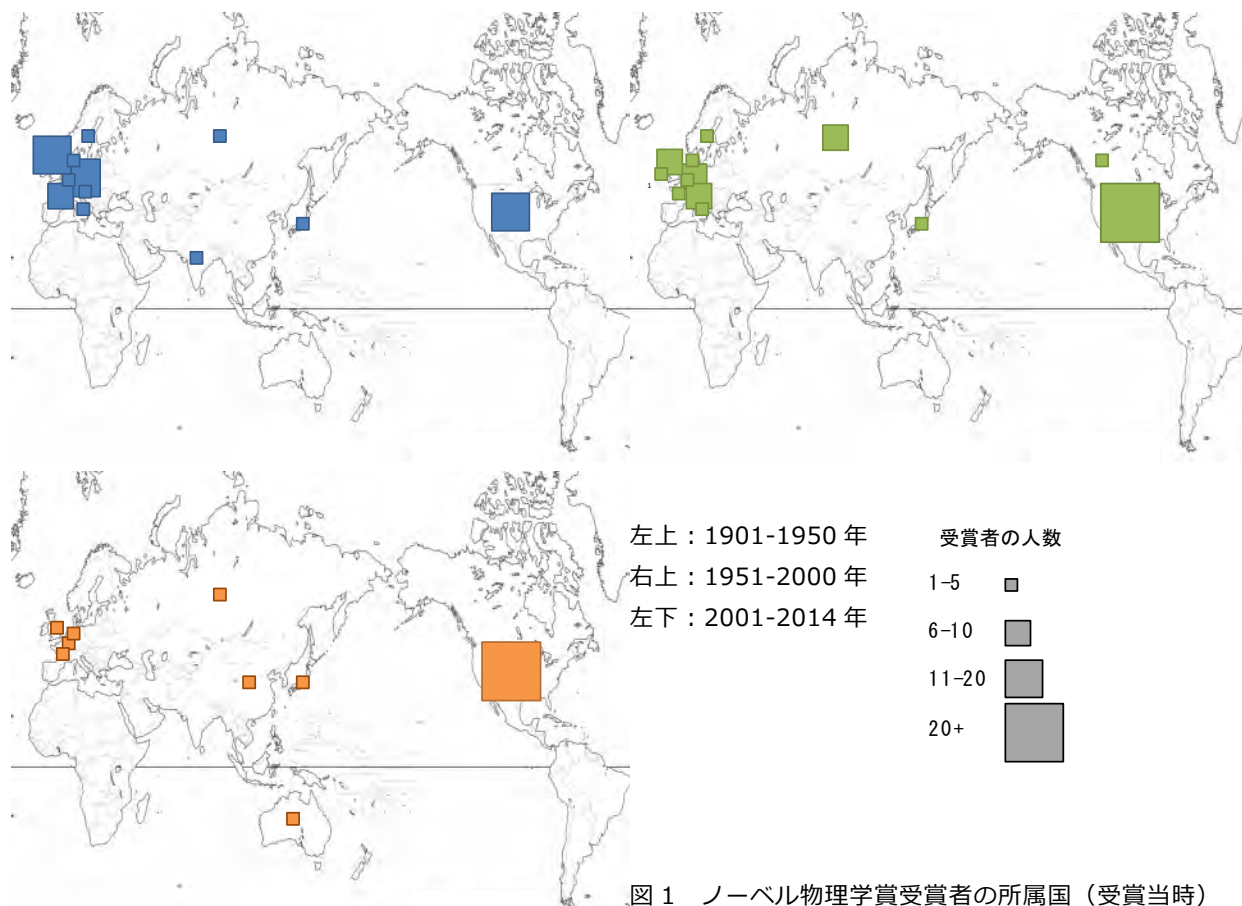 1
左上：1901-1950 年
右上：1951-2000 年
左下：2001-2014 年
受賞者の人数
1-5
6-10
11-20
20+
図 1　ノーベル物理学賞受賞者の所属国（受賞当時）